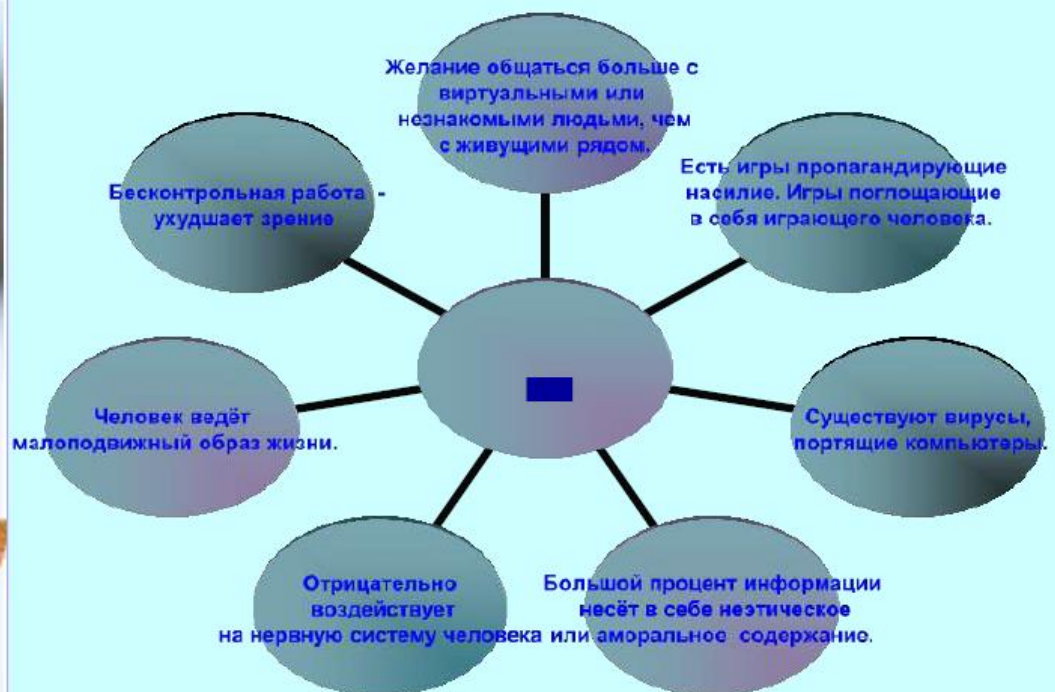 Желание общаться больше с
виртуальными или
незнакомыми людьми, чем
с живущими рядом.
Бесконтрольная работа -
ухудшает зрение
Есть игры пропагандирующие
насилие. Игры поглощающие
в себя играющего человека.
Человек ведёт
малоподвижный образ жизни.
Существуют вирусы,
портящие компьютеры.
Отрицательно
воздействует
на нервную систему человека
Большой процент информации
несёт в себе неэтическое
или аморальное содержание.